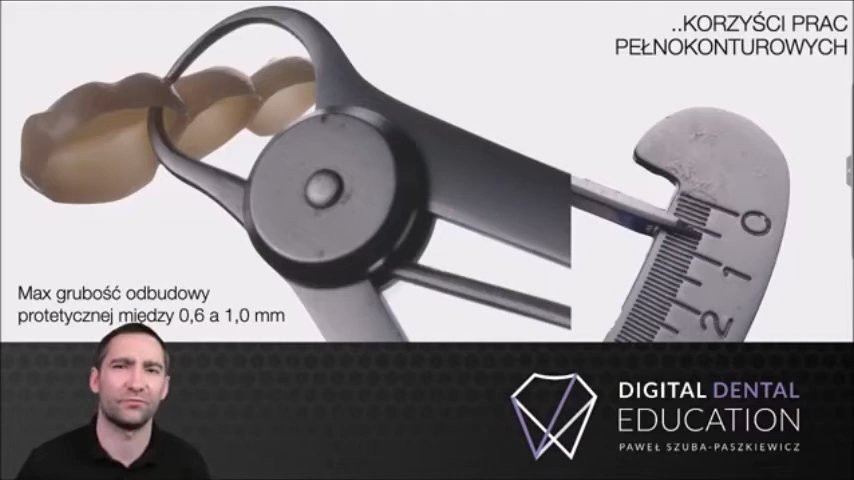 ..KORZYŚCI PRAC
PEŁNOKONTUROWYCH
0
1
2
Max grubość odbudowy
protetycznej między 0,6 a 1,0 mm
DIGITAL DENTAL
EDUCATION
PAWEŁ SZUBA-PASZKIEWICZ